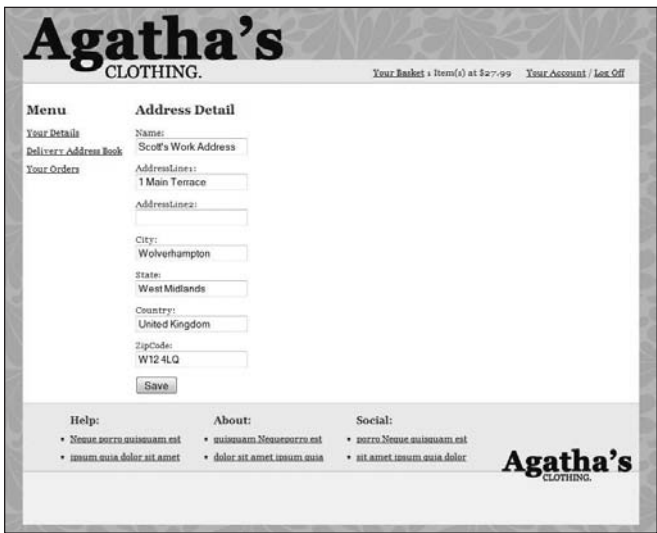 Agatha's
CLOTHING.
Your Basket 1 Item(s) at $27.99 Your Account / Log Off
Menu
Your Details
Delivery Address Book
Your Orders
Address Detail
Name:
Scott's Work Address
AddressLine1:
1 Main Terrace
AddressLine2:
City:
Wolverhampton
State:
West Midlands
Country:
United Kingdom
ZipCode:
W12 4LQ
Save
Help:
• Neque porro quisquam est
• ipsum quia dolor sit amet
About:
• quisquam Nequeporro est
• dolor sit amet ipsum quia
Social:
• porro Neque quisquam est
• sit amet ipsum quia dolor
Agatha's
CLOTHING.